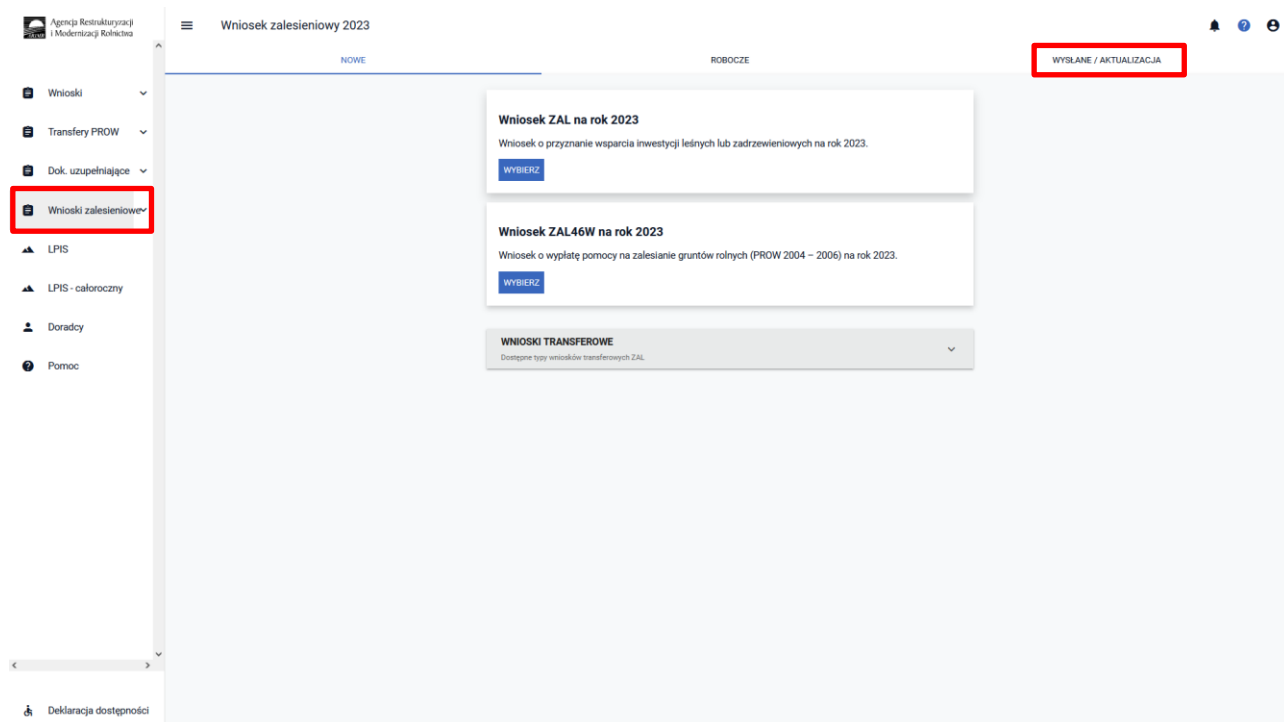 Agencja Restrukturyzacji
i Modernizacji Rolnictwa
Wniosek zalesieniowy 2023
NOWE
ROBOCZE
WYSŁANE / AKTUALIZACJA
Wnioski
Transfery PROW
Dok. uzupełniające
Wnioski zalesieniowe
LPIS
LPIS - całoroczny
Doradcy
Pomoc
Deklaracja dostępności
Wniosek ZAL na rok 2023
Wniosek o przyznanie wsparcia inwestycji leśnych lub zadrzewieniowych na rok 2023.
WYBIERZ
Wniosek ZAL46W na rok 2023
Wniosek o wypłatę pomocy na zalesianie gruntów rolnych (PROW 2004 – 2006) na rok 2023.
WYBIERZ
WNIOSKI TRANSFEROWE
Dostępne typy wniosków transferowych ZAL